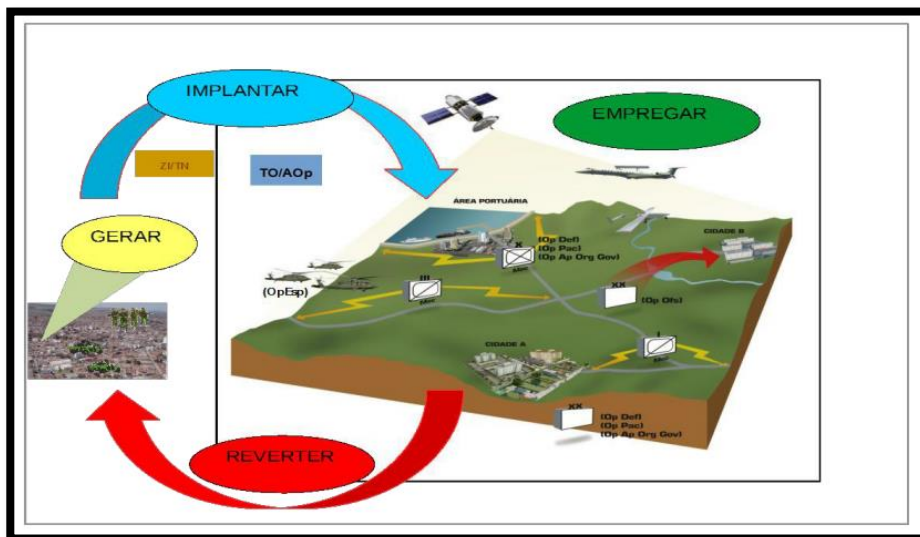 IMPLANTAR
EMPREGAR
ZI/TN
TO/AOp
GERAR
ÁREA PORTUÁRIA
CIDADE B
X
(Op Def)
(Op Pac)
(Op Ap Org Gov)
(OpEsp)
III
XX
(Op Ofs)
I
CIDADE A
XX
(Op Def)
(Op Pac)
(Op Ap Org Gov)
REVERTER